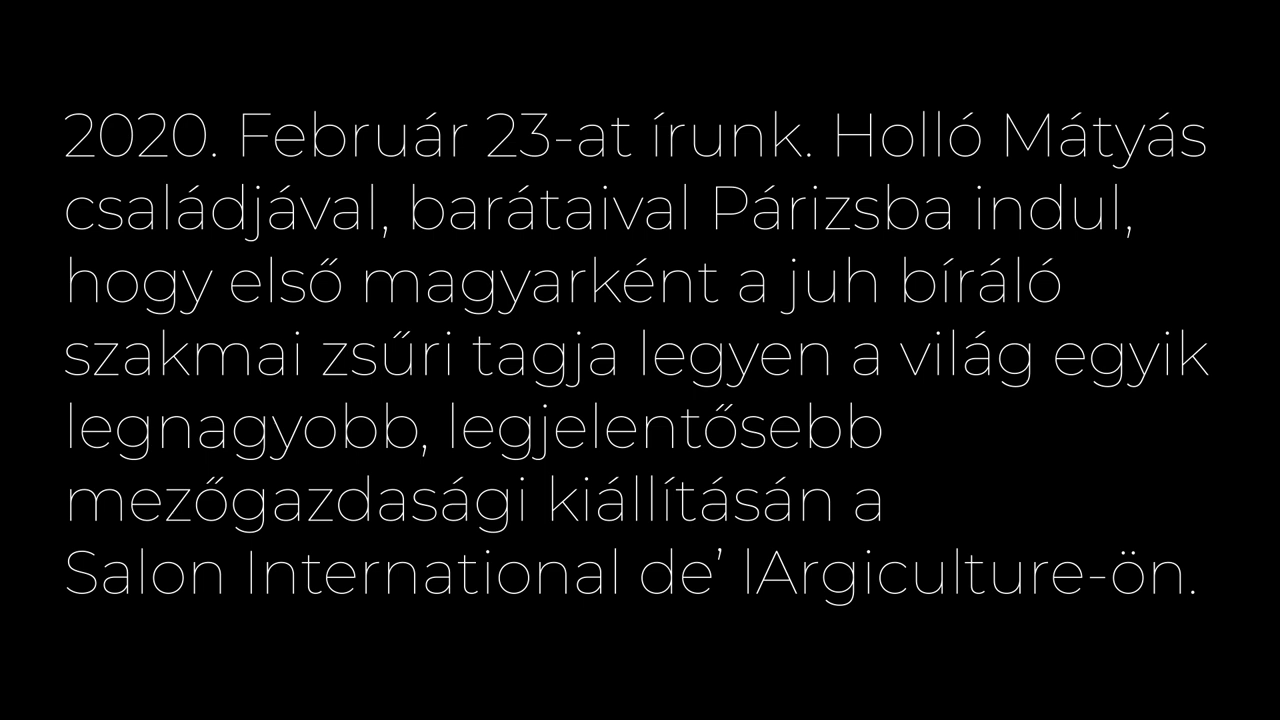 2020. Február 23-at írunk. Holló Mátyás
családjával, barátaival Párizsba indul,
hogy első magyarként a juh bíráló
szakmai zsűri tagja legyen a világ egyik
legnagyobb, legjelentősebb
mezőgazdasági kiállításán a
Salon International de’ lArgiculture-ön.